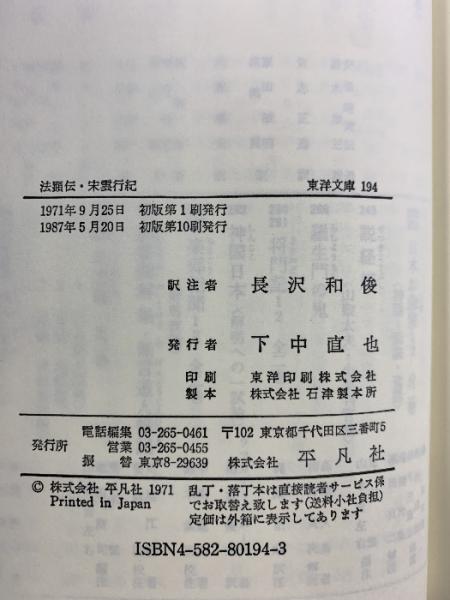 法顕伝・宋雲行紀 東洋文庫 194
1971年9月25日 初版第1刷発行
1987年5月20日 初版第10刷発行
訳注者 長沢和俊
発行者 下中直也
印刷 東洋印刷株式会社
製本 株式会社 石津製本所
発行所 電話編集 03-265-0461 〒102 東京都千代田区三番町5
営業 03-265-0455
振替 東京8-29639 株式会社 平凡社
© 株式会社 平凡社 1971 乱丁・落丁本は直接読者サービス係
Printed in Japan でお取替え致します(送料小社負担)
定価は外箱に表示してあります
ISBN4-582-80194-3